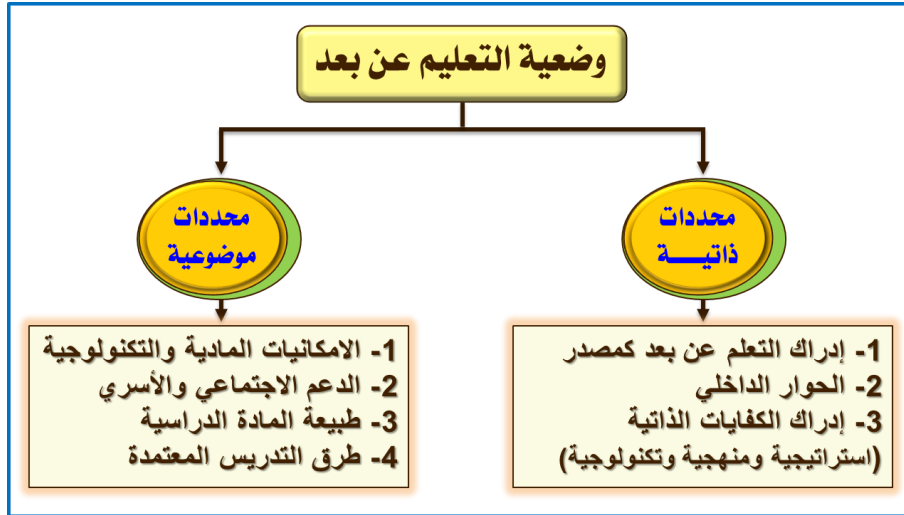 وضعية التعليم عن بعد
محددات
ذاتيـــــة
محددات
موضوعية
1- إدراك التعلم عن بعد كمصدر
2- الحوار الداخلي
3- إدراك الكفايات الذاتية
(استراتيجية ومنهجية وتكنولوجية)
1- الامكانيات المادية والتكنولوجية
2- الدعم الاجتماعي والأسري
3- طبيعة المادة الدراسية
4- طرق التدريس المعتمدة